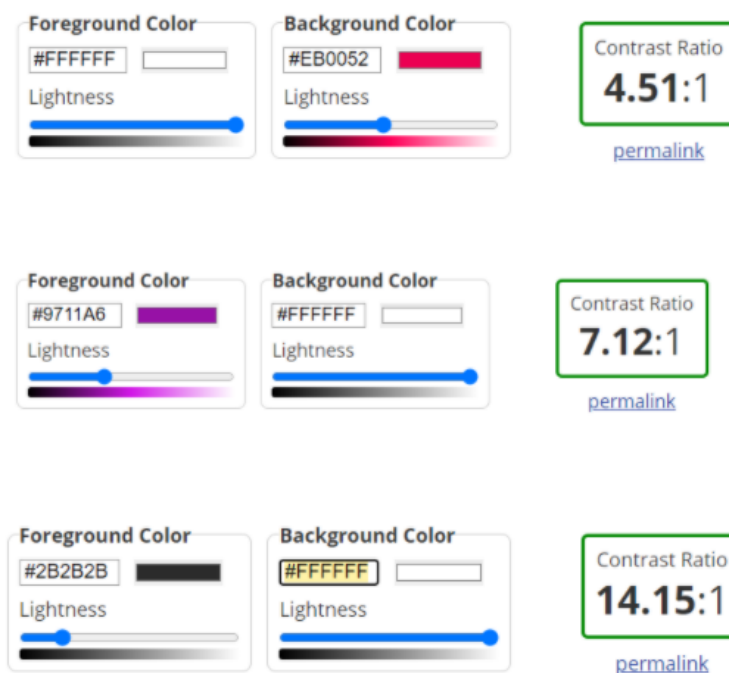 Foreground Color
#FFFFFF
Lightness
Background Color
#EB0052
Lightness
Contrast Ratio
4.51:1
permalink
Foreground Color
#9711A6
Lightness
Background Color
#FFFFFF
Lightness
Contrast Ratio
7.12:1
permalink
Foreground Color
#2B2B2B
Lightness
Background Color
#FFFFFF
Lightness
Contrast Ratio
14.15:1
permalink